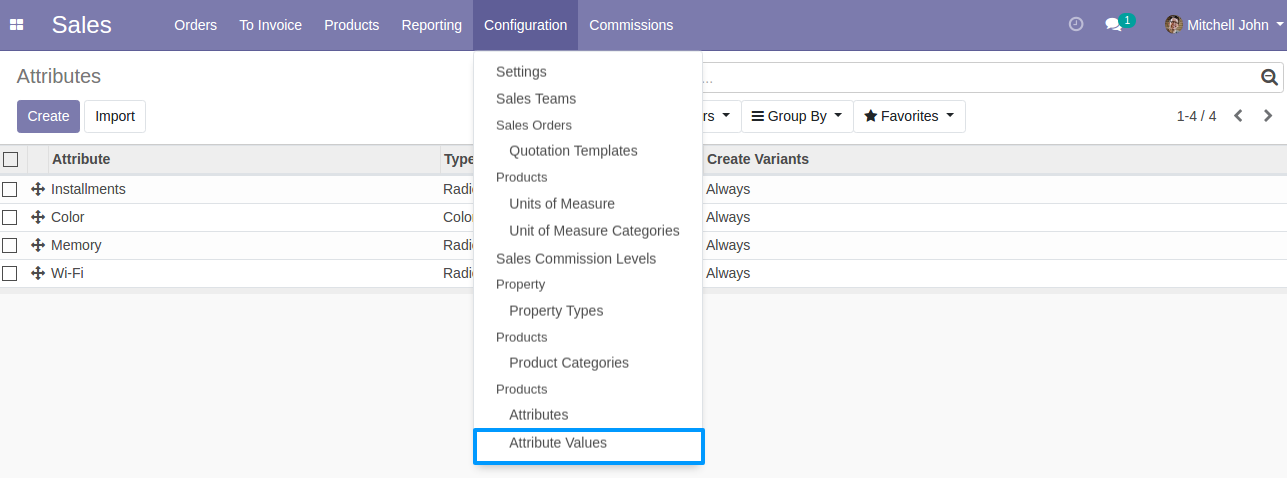 Sales Orders To Invoice Products Reporting Configuration Commissions 1 Mitchell John
Attributes
...
Create Import
rs Group By Favorites 1-4 / 4
Settings
Sales Teams
Sales Orders
Quotation Templates
Products
Units of Measure
Unit of Measure Categories
Sales Commission Levels
Property
Property Types
Products
Product Categories
Products
Attributes
Attribute Values
Attribute Type Create Variants
Installments Radi Always
Color Colo Always
Memory Radi Always
Wi-Fi Radi Always